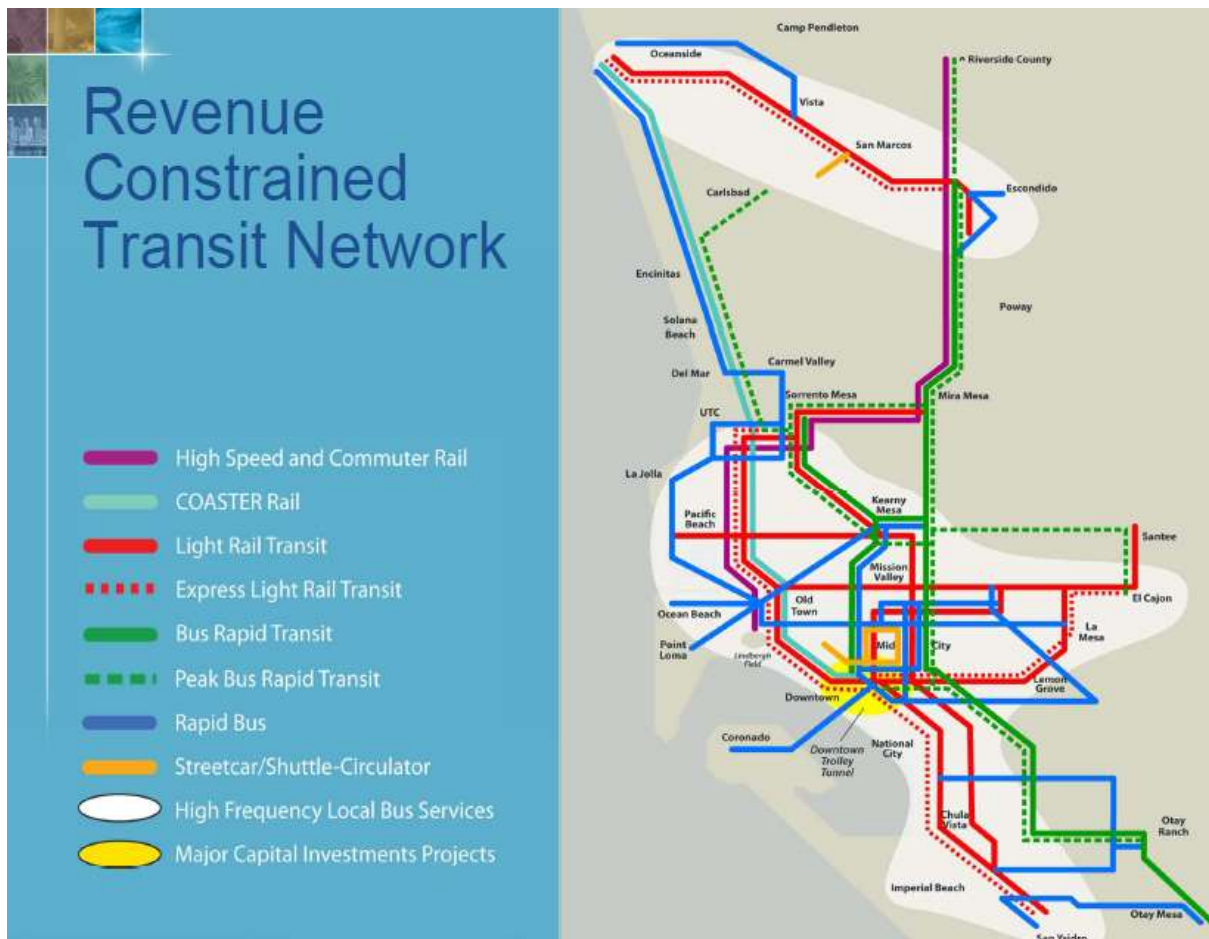 Revenue
Constrained
Transit Network
High Speed and Commuter Rail
COASTER Rail
Light Rail Transit
Express Light Rail Transit
Bus Rapid Transit
Peak Bus Rapid Transit
Rapid Bus
Streetcar/Shuttle-Circulator
High Frequency Local Bus Services
Major Capital Investments Projects
Camp Pendleton
Oceanside
^ Riverside County
Vista
San Marcos
Carlsbad
Escondido
Encinitas
Poway
Solana
Beach
Carmel Valley
Del Mar
Sorrento Mesa
Mira Mesa
UTC
La Jolla
Kearny
Mesa
Pacific
Beach
Santee
Mission
Valley
El Cajon
Old
Town
Ocean Beach
La
Mesa
Point
Loma
Mid
City
Lindbergh
Field
Lemon
Grove
Downtown
Coronado
National
City
Downtown
Trolley
Tunnel
Chula
Vista
Otay
Ranch
Imperial Beach
Otay Mesa
San Ysidro